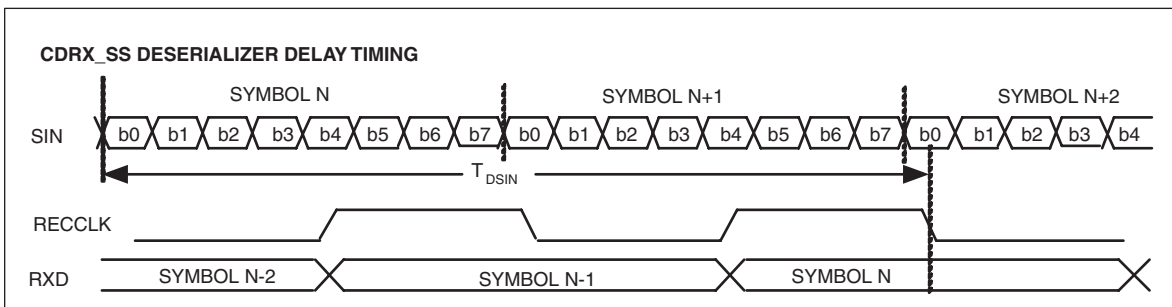 CDRX_SS DESERIALIZER DELAY TIMING
SYMBOL N SYMBOL N+1 SYMBOL N+2
SIN b0 b1 b2 b3 b4 b5 b6 b7 b0 b1 b2 b3 b4 b5 b6 b7 b0 b1 b2 b3 b4
TDSIN
RECCLK
RXD SYMBOL N-2 SYMBOL N-1 SYMBOL N